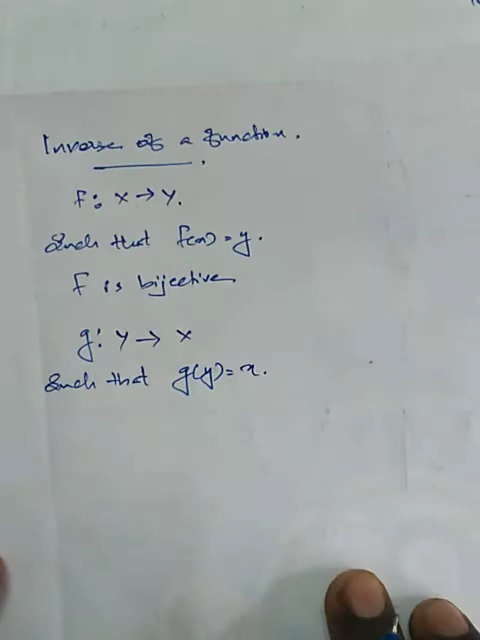 Inverse of a function.
f: X → Y.
Such that f(x) = y.
f is bijective
g: Y → X
Such that g(y) = x.